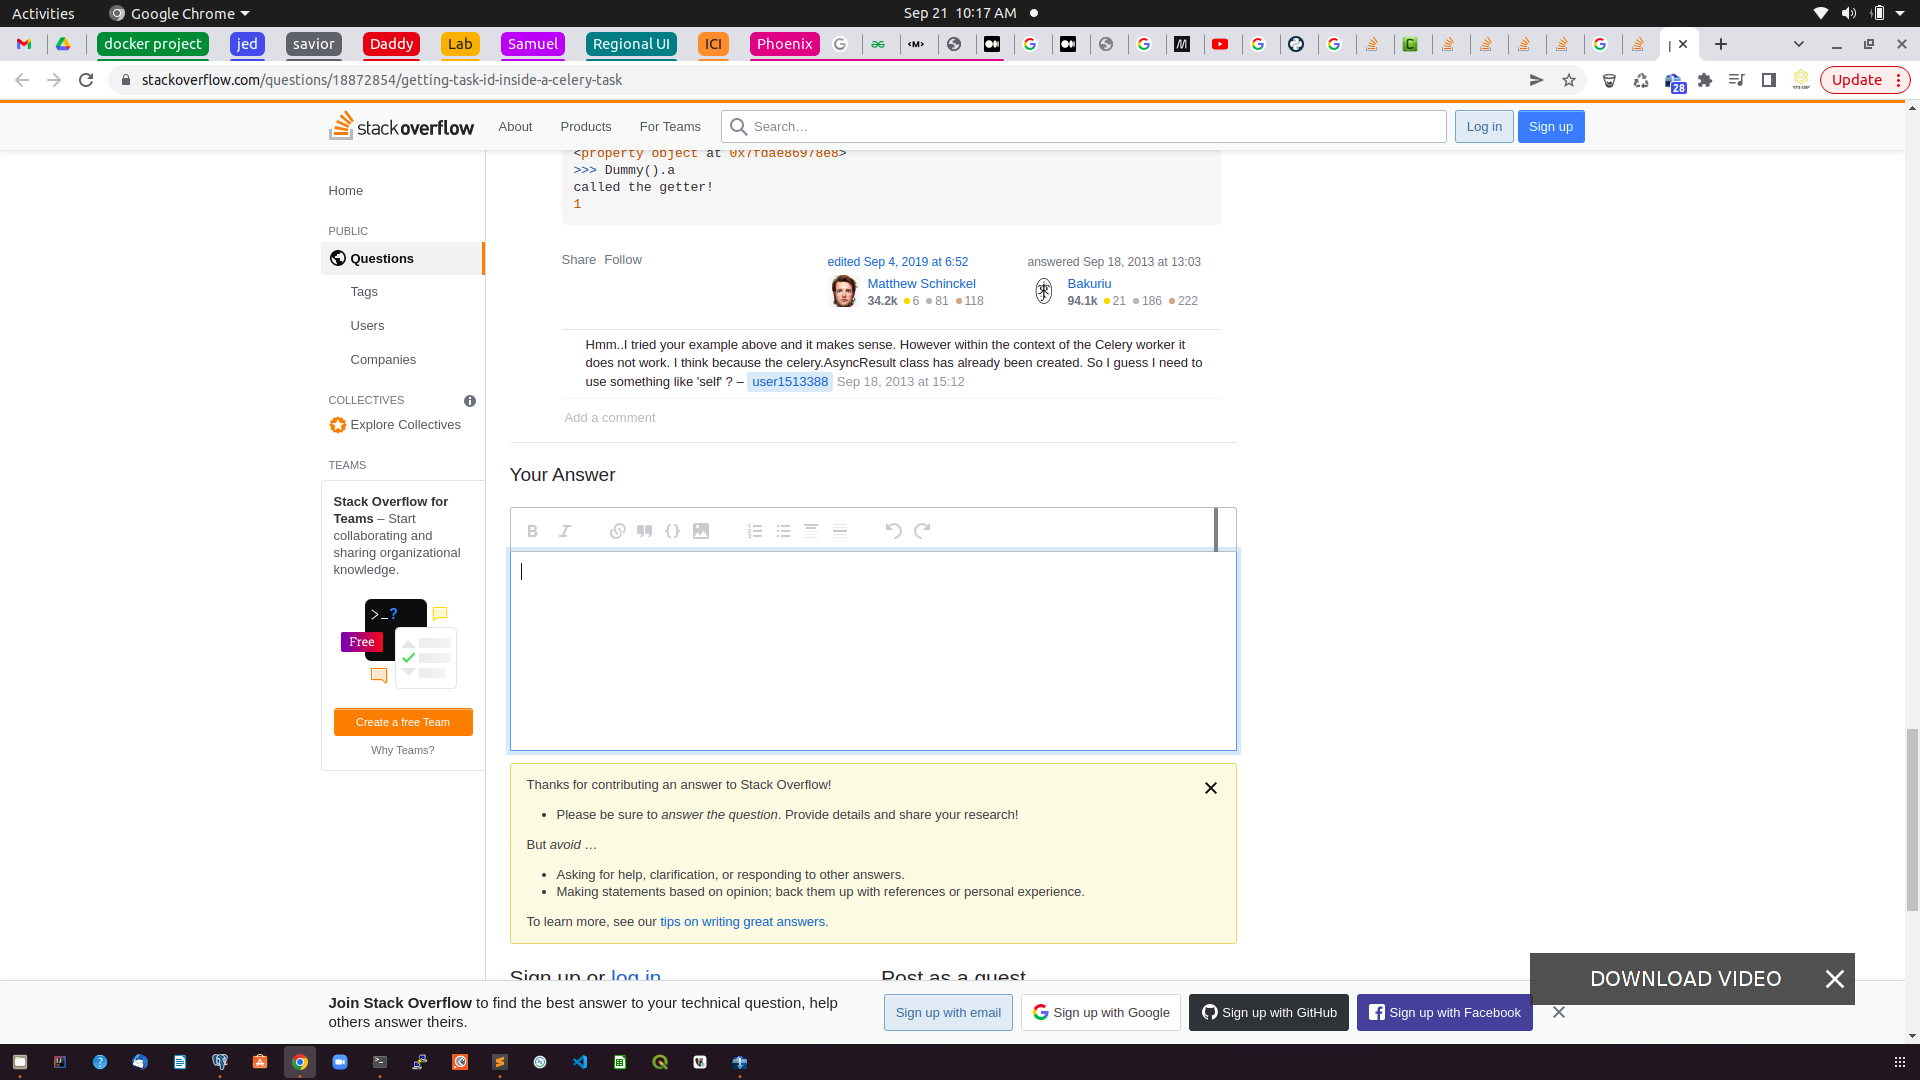 Activities
Google Chrome
Sep 21 10:17 AM
docker project
jed
savior
Daddy
Lab
Samuel
Regional UI
ICI
Phoenix
stackoverflow.com/questions/18872854/getting-task-id-inside-a-celery-task
28
Update
stackoverflow
About
Products
For Teams
Search…
Log in
Sign up
<property object at 0x7fdae86978e8>
>>> Dummy().a
called the getter!
1
Home
PUBLIC
Questions
Tags
Users
Companies
COLLECTIVES
Explore Collectives
TEAMS
Stack Overflow for
Teams – Start
collaborating and
sharing organizational
knowledge.
>_?
Free
Create a free Team
Why Teams?
Share Follow
edited Sep 4, 2019 at 6:52
Matthew Schinckel
34.2k 6 81 118
answered Sep 18, 2013 at 13:03
Bakuriu
94.1k 21 186 222
Hmm..I tried your example above and it makes sense. However within the context of the Celery worker it
does not work. I think because the celery.AsyncResult class has already been created. So I guess I need to
use something like 'self' ? – user1513388 Sep 18, 2013 at 15:12
Add a comment
Your Answer
B I
Thanks for contributing an answer to Stack Overflow!
• Please be sure to answer the question. Provide details and share your research!
But avoid …
• Asking for help, clarification, or responding to other answers.
• Making statements based on opinion; back them up with references or personal experience.
To learn more, see our tips on writing great answers.
Sign up or log in
Post as a guest
DOWNLOAD VIDEO
Join Stack Overflow to find the best answer to your technical question, help
others answer theirs.
Sign up with email
Sign up with Google
Sign up with GitHub
Sign up with Facebook